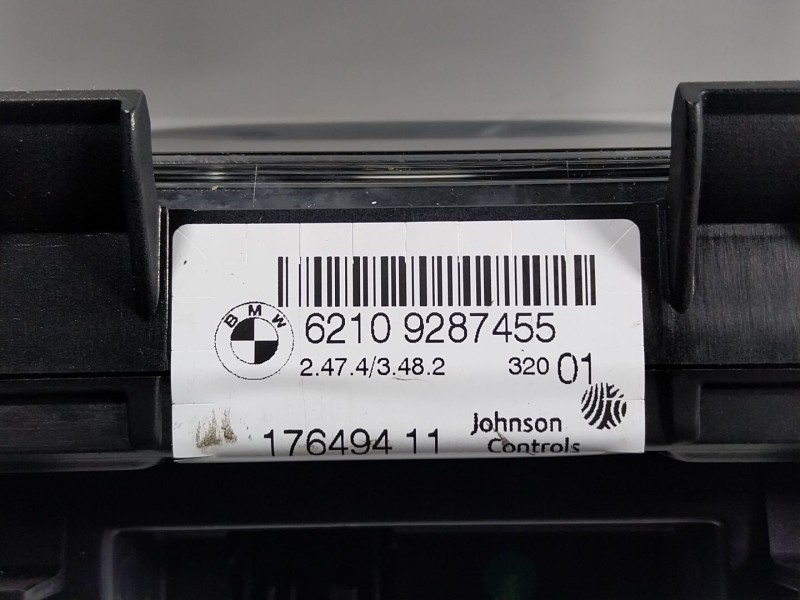 BMW
6210 9287455
2.47.4/3.48.2 320 01
176494 11 Johnson
Controls